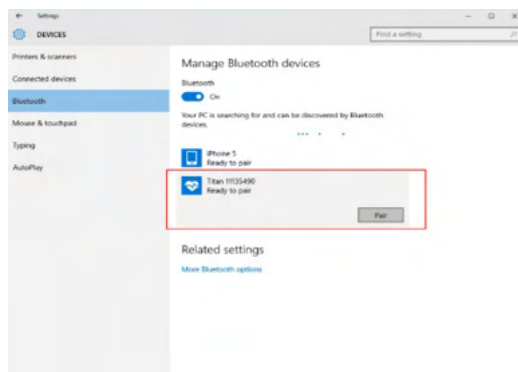 Settings
DEVICES
Find a setting
Printers & scanners
Connected devices
Bluetooth
Mouse & touchpad
Typing
AutoPlay
Manage Bluetooth devices
Bluetooth
On
Your PC is searching for and can be discovered by Bluetooth
devices.
iPhone 5
Ready to pair
Titan 11135490
Ready to pair
Pair
Related settings
More Bluetooth options